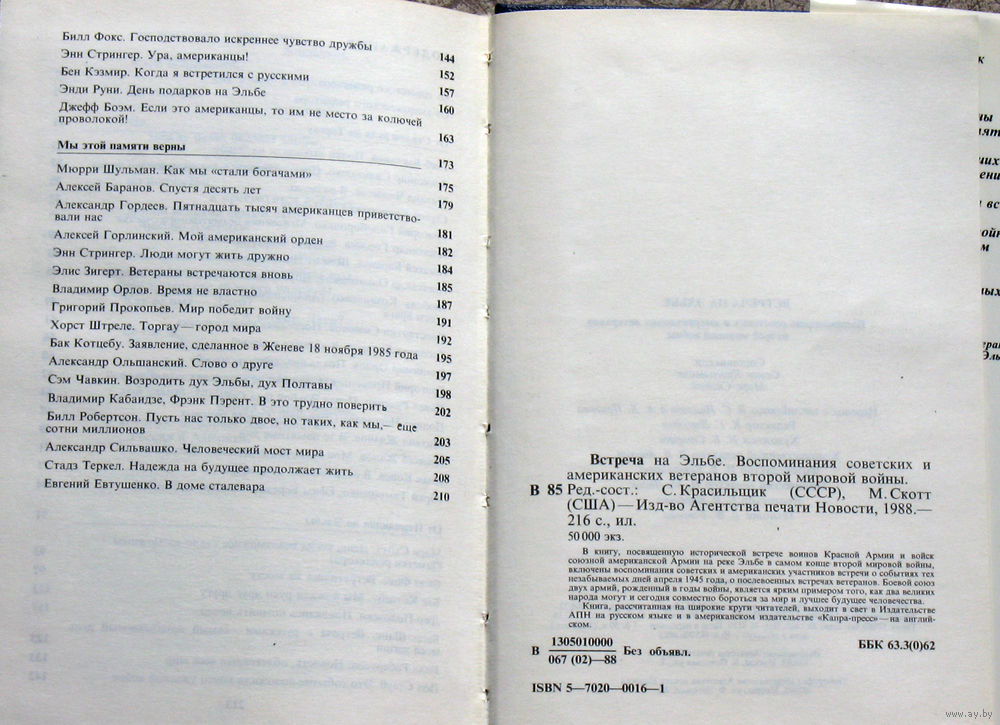 Билл Фокс. Господствовало искреннее чувство дружбы 144
Энн Стрингер. Ура, американцы! 152
Бен Кэзмир. Когда я встретился с русскими 157
Энди Руни. День подарков на Эльбе 160
Джефф Боэм. Если это американцы, то им не место за колючей
проволокой! 163
Мы этой памяти верны 173
Мюрри Шульман. Как мы «стали богачами» 175
Алексей Баранов. Спустя десять лет 179
Александр Гордеев. Пятнадцать тысяч американцев приветство-
вали нас 181
Алексей Горлинский. Мой американский орден 182
Энн Стрингер. Люди могут жить дружно 184
Элис Зигерт. Ветераны встречаются вновь 185
Владимир Орлов. Время не властно 187
Григорий Прокопьев. Мир победит войну 191
Хорст Штреле. Торгау — город мира 192
Бак Котцебу. Заявление, сделанное в Женеве 18 ноября 1985 года 195
Александр Ольшанский. Слово о друге 197
Сэм Чавкин. Возродить дух Эльбы, дух Полтавы 198
Владимир Кабаидзе, Фрэнк Пэрент. В это трудно поверить 202
Билл Робертсон. Пусть нас только двое, но таких, как мы,— еще
сотни миллионов 203
Александр Сильвашко. Человеческий мост мира 205
Стадз Теркел. Надежда на будущее продолжает жить 208
Евгений Евтушенко. В доме сталевара 210
Встреча на Эльбе. Воспоминания советских и
американских ветеранов второй мировой войны.
В 85 Ред.-сост.: С. Красильщик (СССР), М. Скотт
(США) — Изд-во Агентства печати Новости, 1988.—
216 с., ил.
50 000 экз.
В книгу, посвященную исторической встрече воинов Красной Армии и войск
союзной американской Армии на реке Эльбе в самом конце второй мировой войны,
включены воспоминания советских и американских участников встречи о событиях тех
незабываемых дней апреля 1945 года, о послевоенных встречах ветеранов. Боевой союз
двух армий, рожденный в годы войны, является ярким примером того, как два великих
народа могут и сегодня совместно бороться за мир и лучшее будущее человечества.
Книга, рассчитанная на широкие круги читателей, выходит в свет в Издательстве
АПН на русском языке и в американском издательстве «Капра-пресс» — на англий-
ском.
В 1305010000
067 (02)—88 Без объявл.
ББК 63.3(0)62
ISBN 5—7020—0016—1
www.ay.by